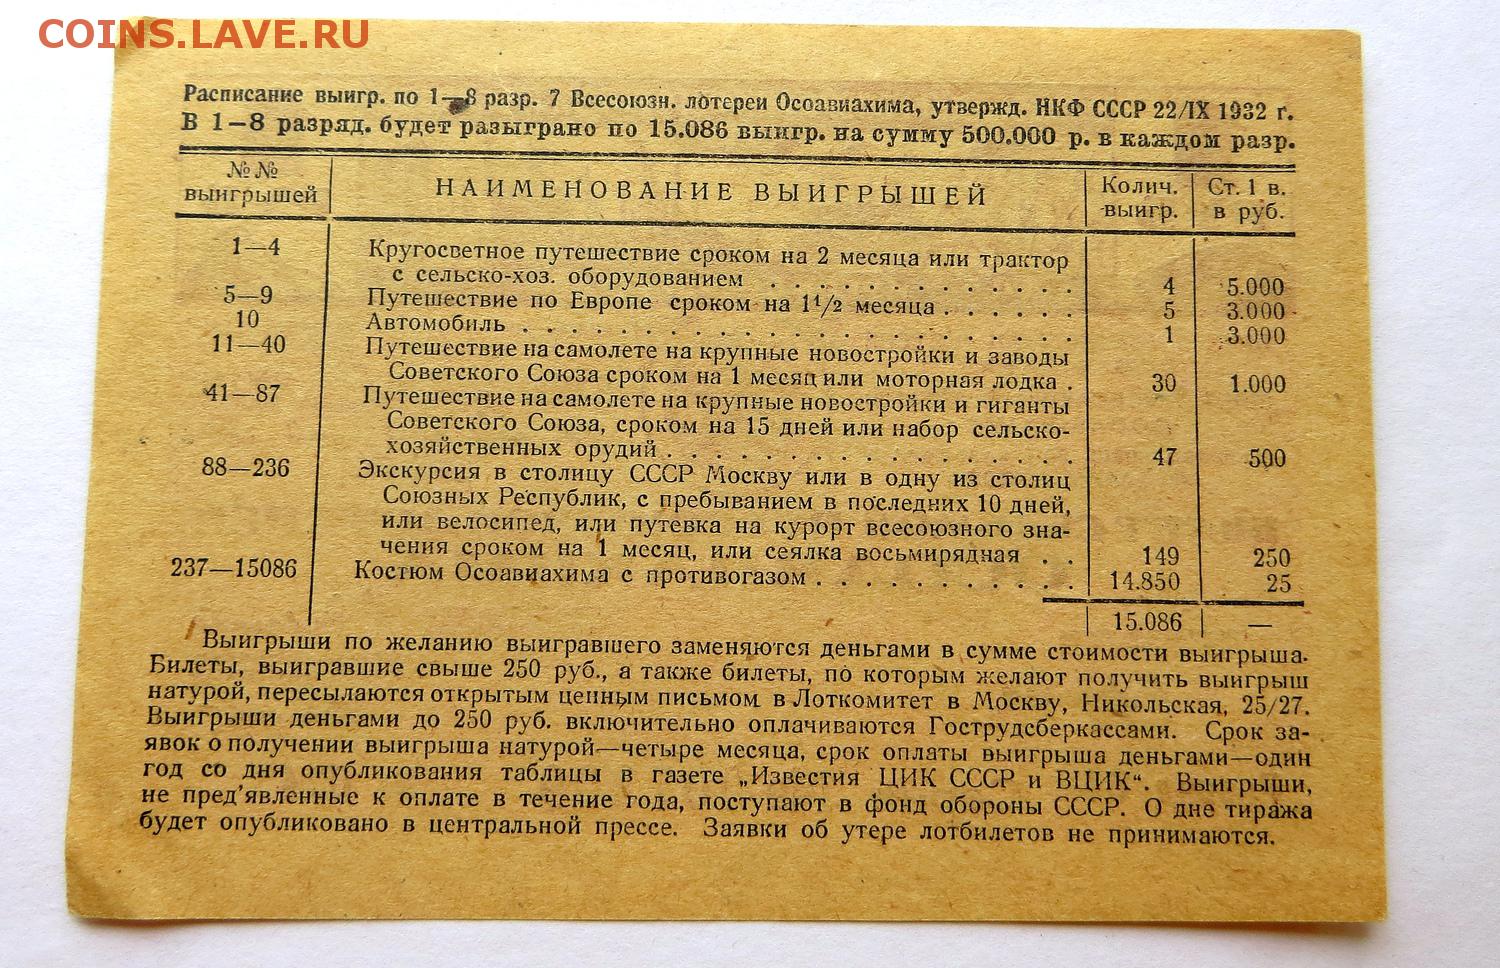 COINS.LAVE.RU
Расписание выигр. по 1—8 разр. 7 Всесоюзн. лотереи Осоавиахима, утвержд. НКФ СССР 22/IX 1932 г.
В 1—8 разряд. будет разыграно по 15.086 выигр. на сумму 500.000 р. в каждом разр.
№№ выигрышей НАИМЕНОВАНИЕ ВЫИГРЫШЕЙ Колич. выигр. Ст. 1 в. в руб.
1—4 Кругосветное путешествие сроком на 2 месяца или трактор
с сельско-хоз. оборудованием . . . . . . . . . . . . . 4 5.000
5—9 Путешествие по Европе сроком на 1½ месяца . . . . . . 5 3.000
10 Автомобиль . . . . . . . . . . . . . . . . . . . . . . . 1 3.000
11—40 Путешествие на самолете на крупные новостройки и заводы
Советского Союза сроком на 1 месяц или моторная лодка . 30 1.000
41—87 Путешествие на самолете на крупные новостройки и гиганты
Советского Союза, сроком на 15 дней или набор сельско-
хозяйственных орудий . . . . . . . . . . . . . . . . . 47 500
88—236 Экскурсия в столицу СССР Москву или в одну из столиц
Союзных Республик, с пребыванием в последних 10 дней,
или велосипед, или путевка на курорт всесоюзного зна-
чения сроком на 1 месяц, или сеялка восьмирядная . . 149 250
237—15086 Костюм Осоавиахима с противогазом . . . . . . . . . . . 14.850 25
15.086 —
Выигрыши по желанию выигравшего заменяются деньгами в сумме стоимости выигрыша.
Билеты, выигравшие свыше 250 руб., а также билеты, по которым желают получить выигрыш
натурой, пересылаются открытым ценным письмом в Лоткомитет в Москву, Никольская, 25/27.
Выигрыши деньгами до 250 руб. включительно оплачиваются Гострудсберкассами. Срок за-
явок о получении выигрыша натурой—четыре месяца, срок оплаты выигрыша деньгами—один
год со дня опубликования таблицы в газете „Известия ЦИК СССР и ВЦИК“. Выигрыши,
не пред'явленные к оплате в течение года, поступают в фонд обороны СССР. О дне тиража
будет опубликовано в центральной прессе. Заявки об утере лотбилетов не принимаются.